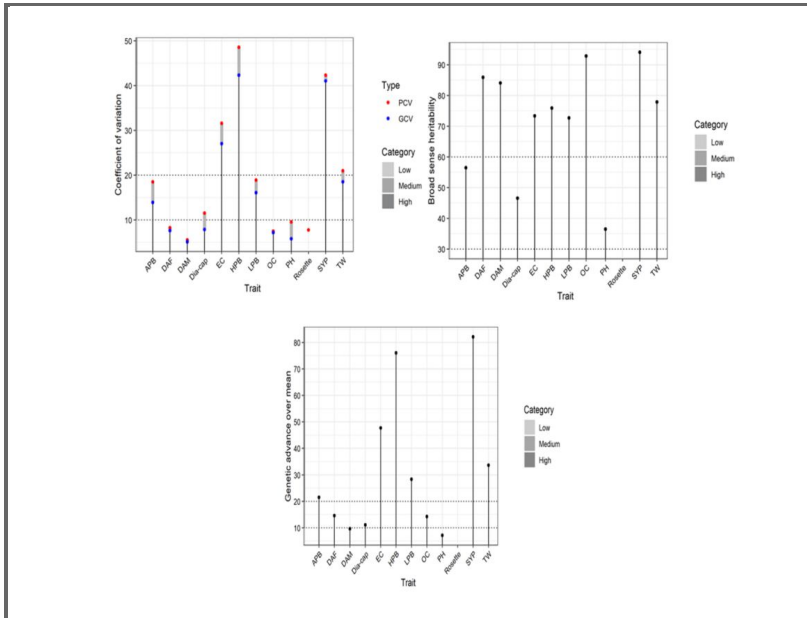 Coefficient of variation
50
40
30
20
10
APB DAF DAM Dia-cap EC HPB LPB OC PH Rosette SYP TW
Trait
Type
PCV
GCV
Category
Low
Medium
High
Broad sense heritability
90
80
70
60
50
40
30
APB DAF DAM Dia-cap EC HPB LPB OC PH Rosette SYP TW
Trait
Category
Low
Medium
High
Genetic advance over mean
80
70
60
50
40
30
20
10
APB DAF DAM Dia-cap EC HPB LPB OC PH Rosette SYP TW
Trait
Category
Low
Medium
High